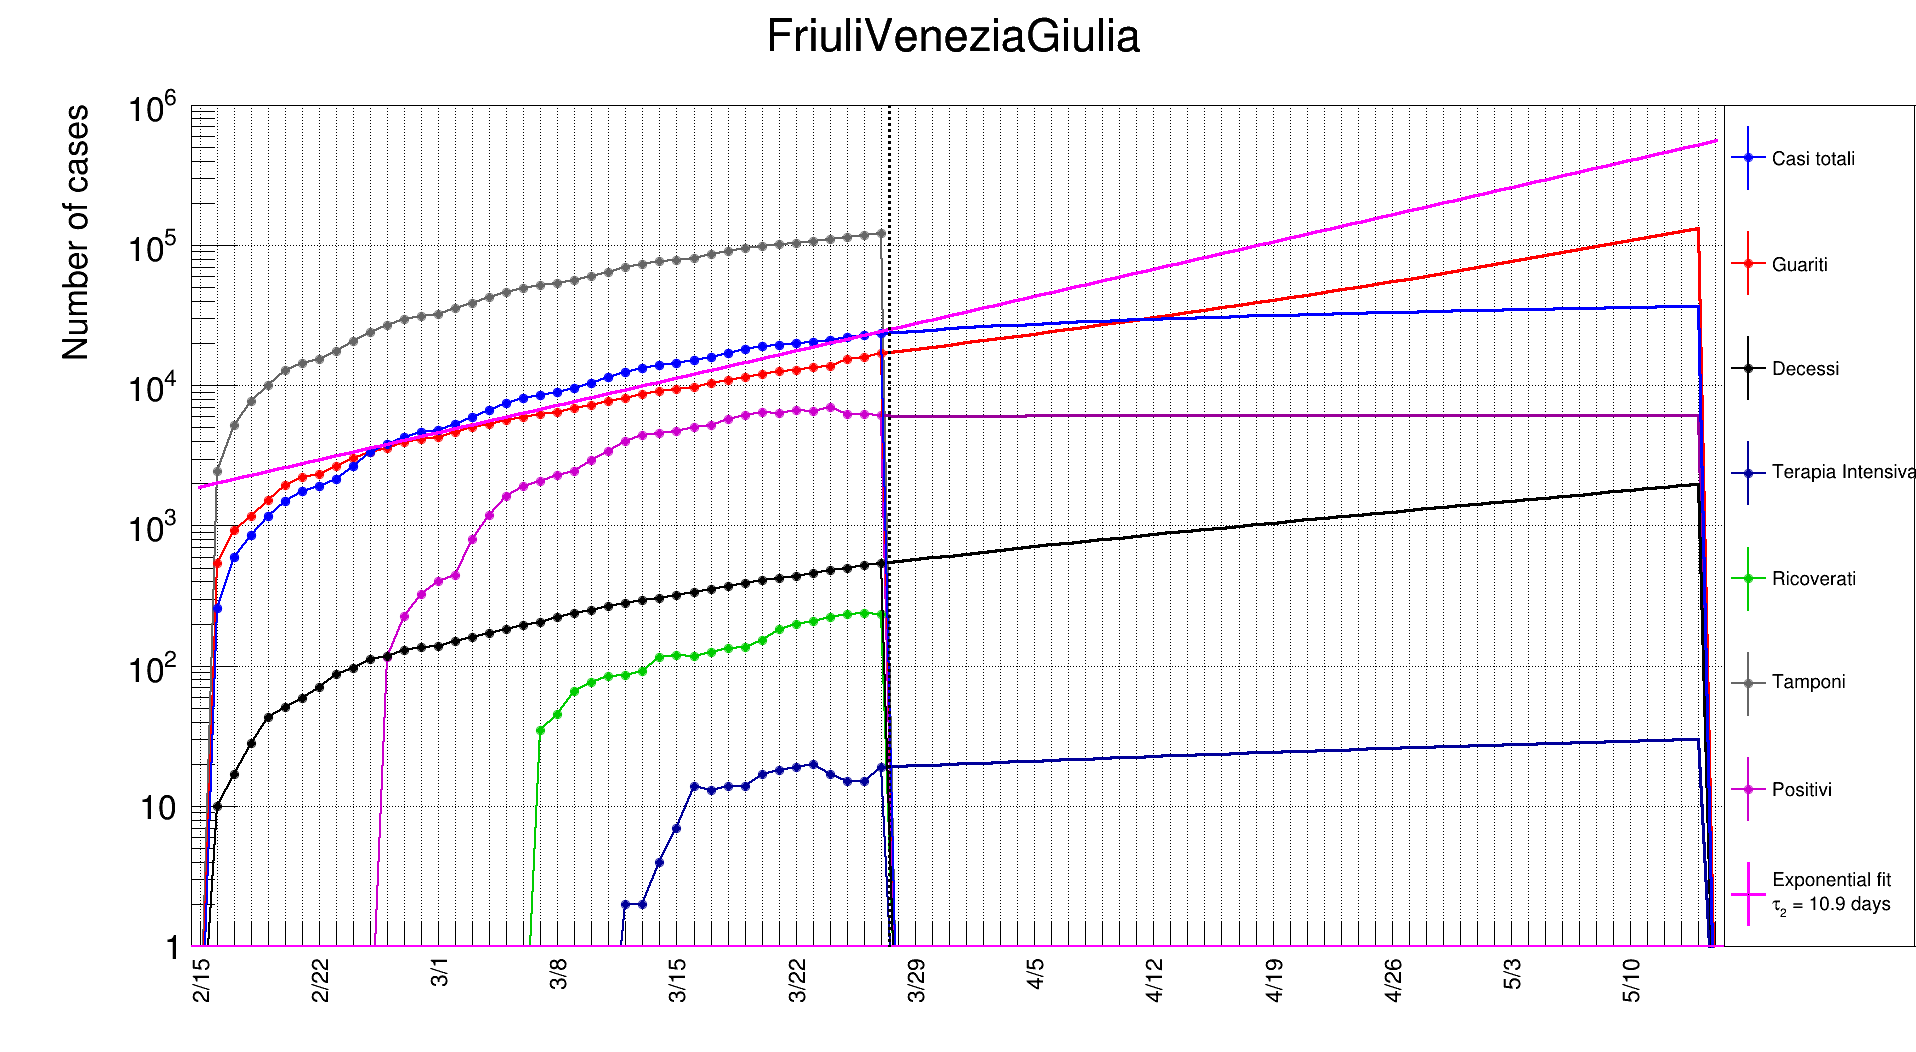 FriuliVeneziaGiulia
Number of cases
10^6
10^5
10^4
10^3
10^2
10
1
2/15
2/22
3/1
3/8
3/15
3/22
3/29
4/5
4/12
4/19
4/26
5/3
5/10
Casi totali
Guariti
Decessi
Terapia Intensiva
Ricoverati
Tamponi
Positivi
Exponential fit
τ_2 = 10.9 days